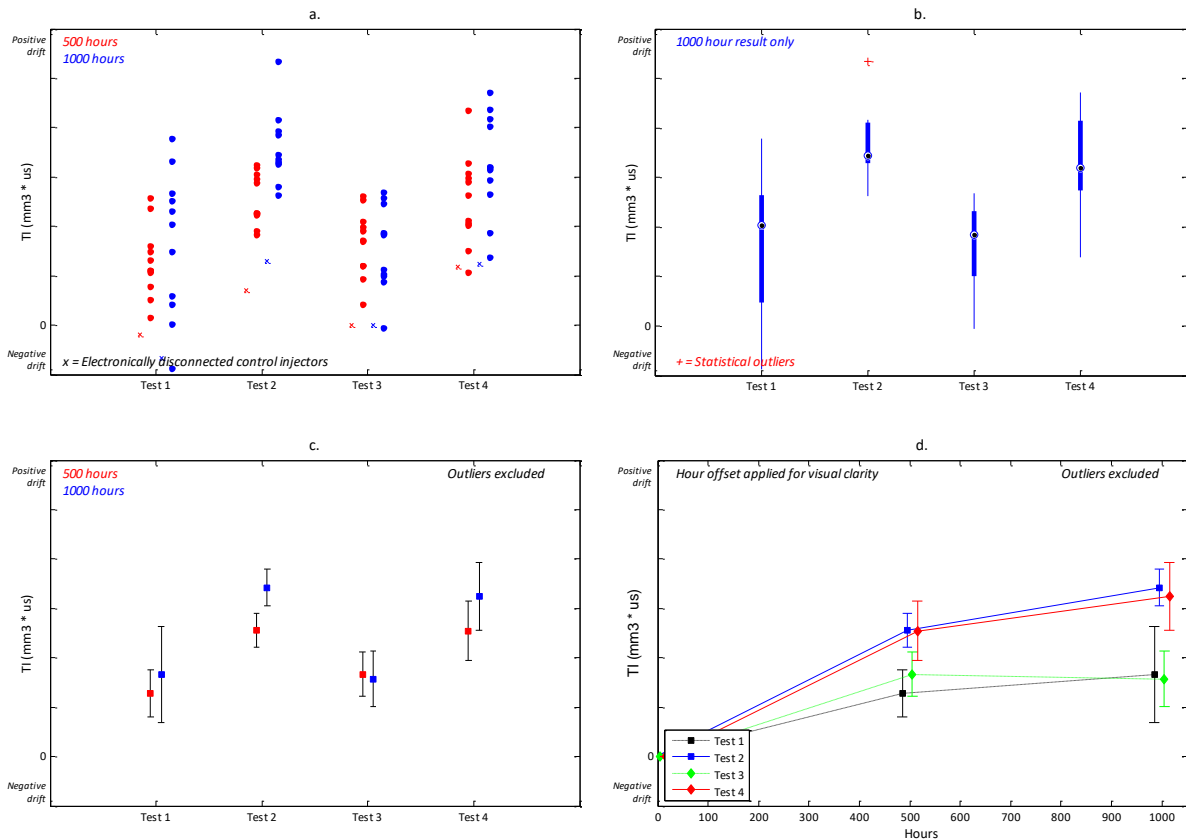 a.
Positive
drift
500 hours
1000 hours
TI (mm3 * us)
0
Negative
drift
x = Electronically disconnected control injectors
Test 1
Test 2
Test 3
Test 4
b.
Positive
drift
1000 hour result only
TI (mm3 * us)
0
Negative
drift
+ = Statistical outliers
Test 1
Test 2
Test 3
Test 4
c.
Positive
drift
500 hours
1000 hours
Outliers excluded
TI (mm3 * us)
0
Negative
drift
Test 1
Test 2
Test 3
Test 4
d.
Positive
drift
Hour offset applied for visual clarity
Outliers excluded
TI (mm3 * us)
0
Negative
drift
Test 1
Test 2
Test 3
Test 4
0 100 200 300 400 500 600 700 800 900 1000
Hours